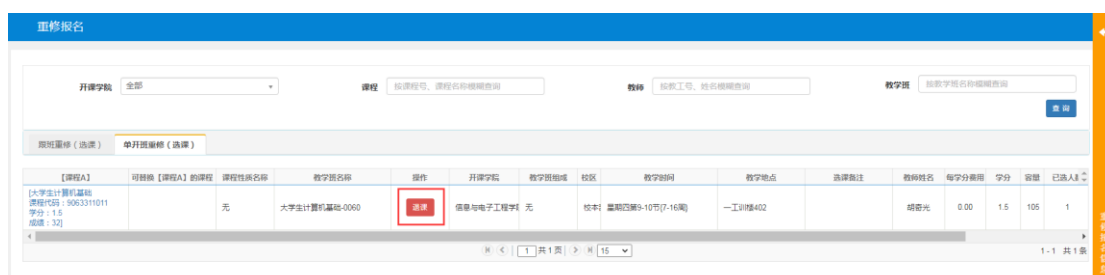 重修报名
开课学院 全部 课程 按课程号、课程名称模糊查询 教师 按教工号、姓名模糊查询 教学班 按教学班名称模糊查询
查 询
跟班重修（选课） 单开班重修（选课）
【课程A】 可替换【课程A】的课程 课程性质名称 教学班名称 操作 开课学院 教学班组成 校区 教学时间 教学地点 选课备注 教师姓名 每学分费用 学分 容量 已选人
[大学生计算机基础
课程代码：9063311011
学分：1.5
成绩：32]
无 大学生计算机基础-0060 退课 信息与电子工程学 无 校本 星期四第9-10节{7-16周} 一工训楼402 胡奇光 0.00 1.5 105 1
1 共1页 15 1 - 1 共1条